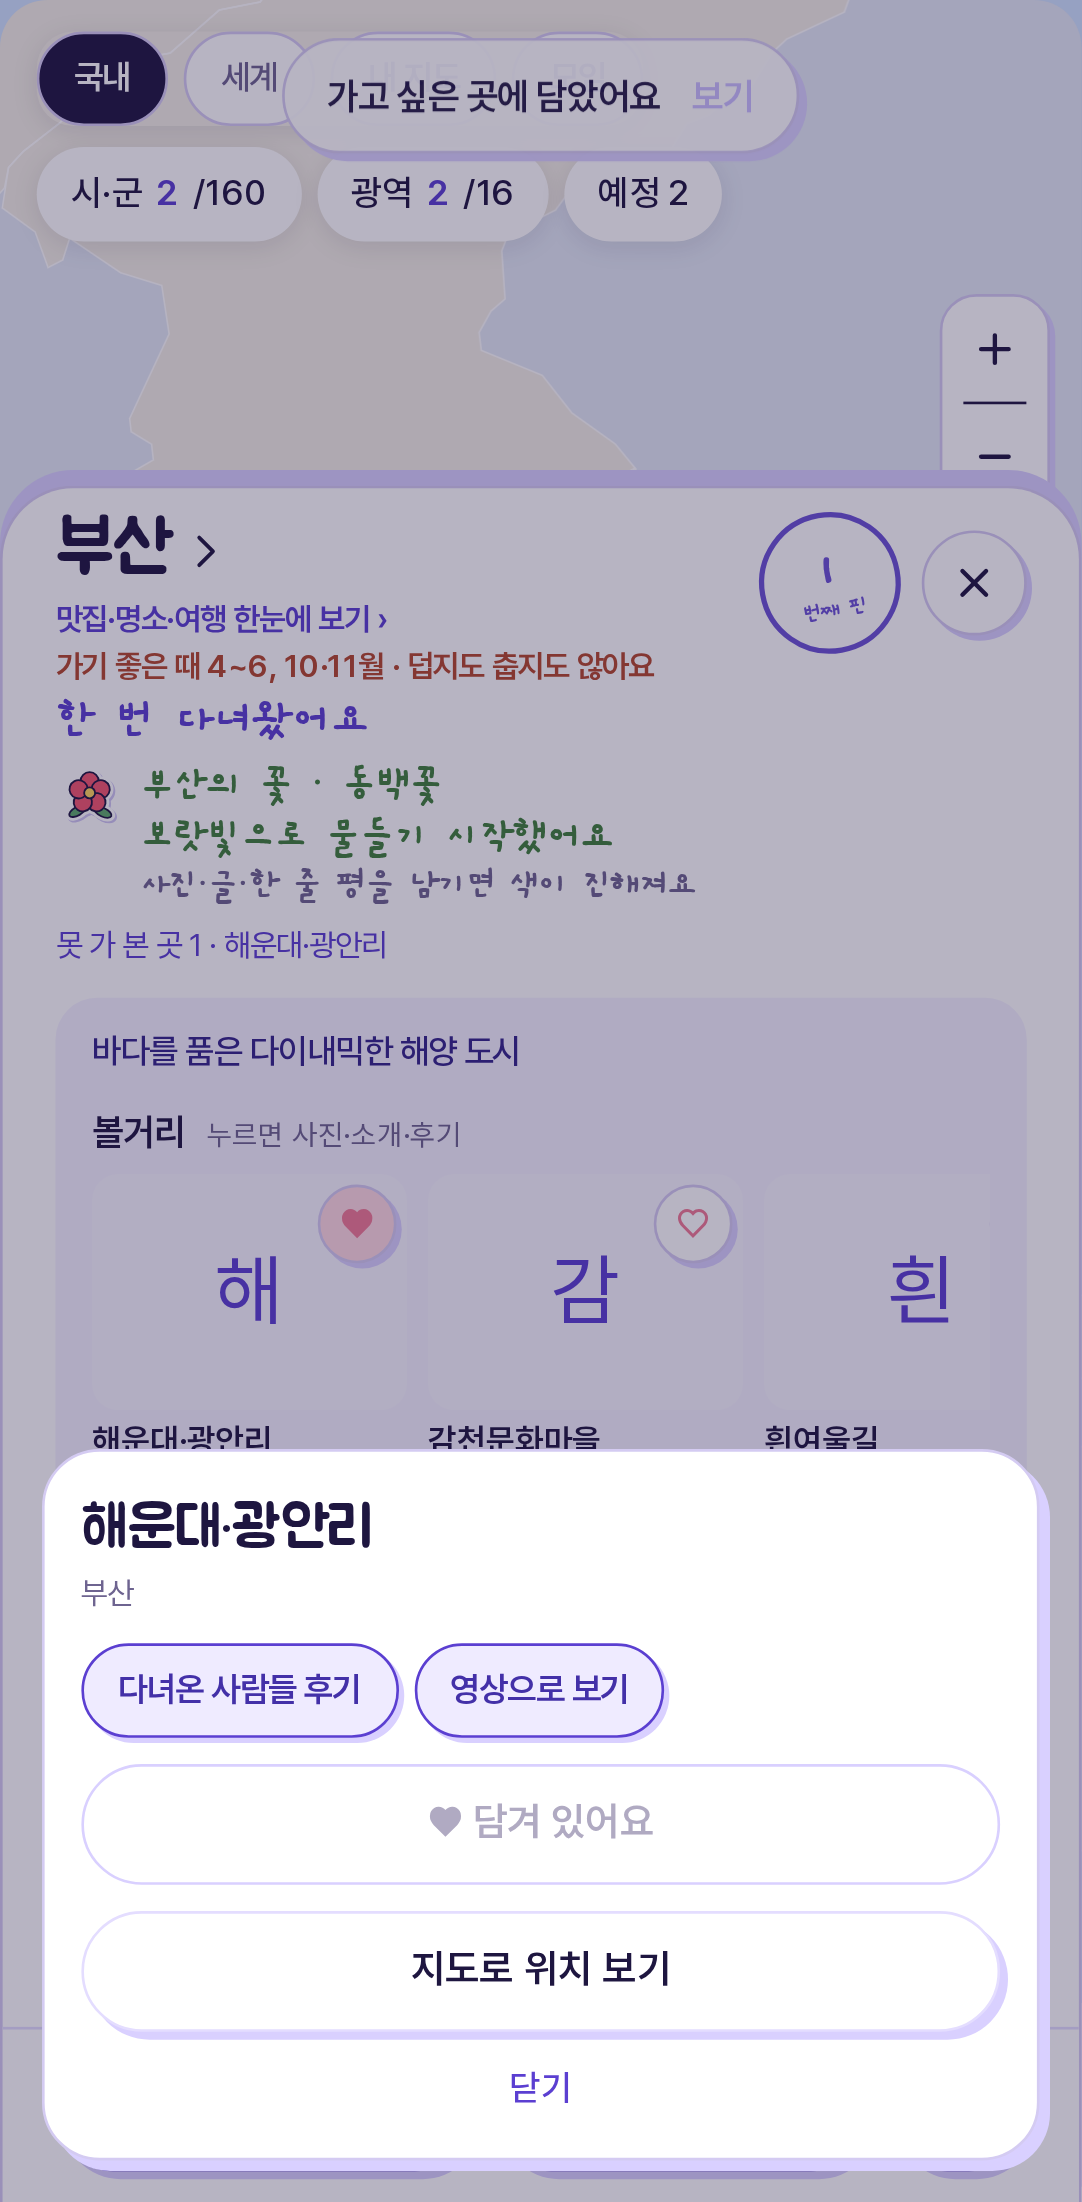 국내 세계
가고 싶은 곳에 담았어요 보기
시·군 2 /160 광역 2 /16 예정 2
부산
1
번째 핀
맛집·명소·여행 한눈에 보기 ›
가기 좋은 때 4~6, 10·11월 · 덥지도 춥지도 않아요
한 번 다녀왔어요
부산의 꽃 · 동백꽃
보랏빛으로 물들기 시작했어요
사진·글·한 줄 평을 남기면 색이 진해져요
못 가 본 곳 1 · 해운대·광안리
바다를 품은 다이내믹한 해양 도시
볼거리 누르면 사진·소개·후기
해 감 흰
해운대·광안리 감천문화마을 흰여울길
해운대·광안리
부산
다녀온 사람들 후기 영상으로 보기
담겨 있어요
지도로 위치 보기
닫기